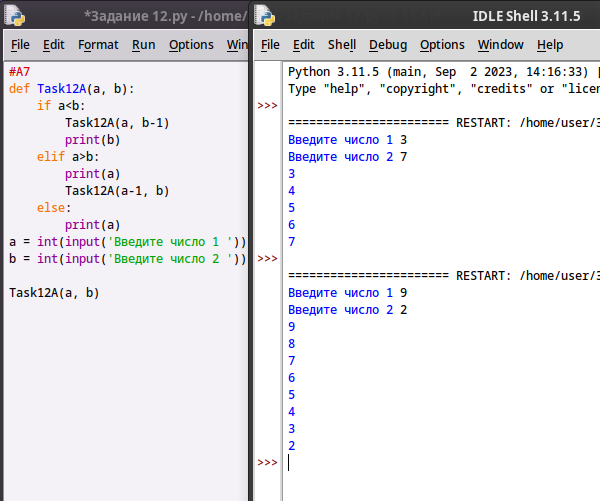 *Задание 12.py - /home/
File Edit Format Run Options
#A7
def Task12A(a, b):
    if a<b:
        Task12A(a, b-1)
        print(b)
    elif a>b:
        print(a)
        Task12A(a-1, b)
    else:
        print(a)
a = int(input('Введите число 1 '))
b = int(input('Введите число 2 '))
Task12A(a, b)
IDLE Shell 3.11.5
File Edit Shell Debug Options Window Help
Python 3.11.5 (main, Sep  2 2023, 14:16:33)
Type "help", "copyright", "credits" or
>>>
======================= RESTART: /home/user/
Введите число 1 3
Введите число 2 7
3
4
5
6
7
>>>
======================= RESTART: /home/user/
Введите число 1 9
Введите число 2 2
9
8
7
6
5
4
3
2
>>>